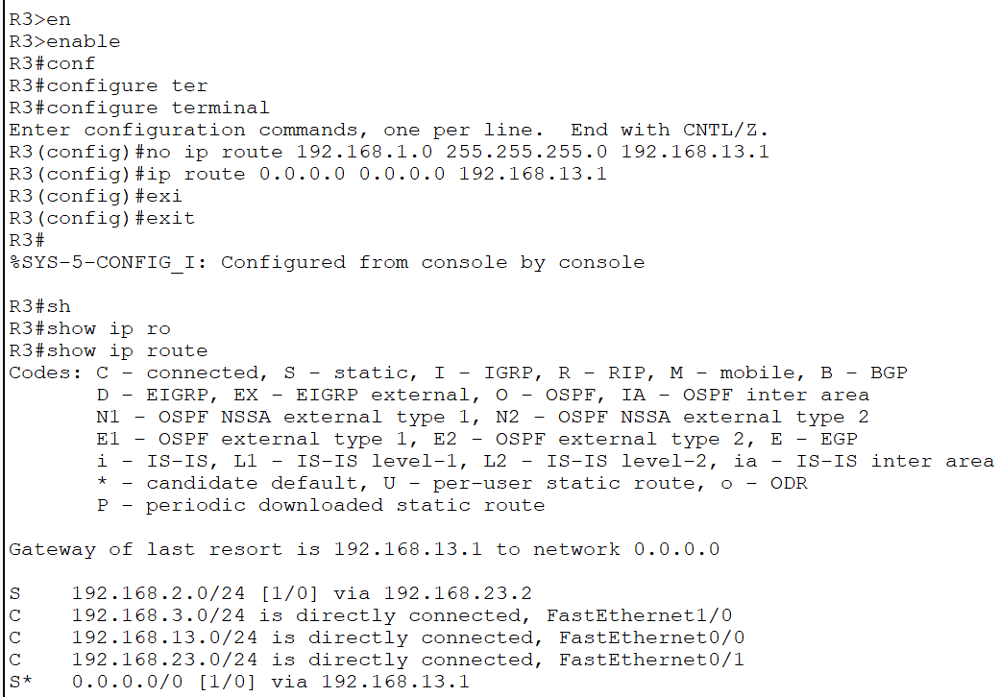 R3>en
R3>enable
R3#conf
R3#configure ter
R3#configure terminal
Enter configuration commands, one per line.  End with CNTL/Z.
R3(config)#no ip route 192.168.1.0 255.255.255.0 192.168.13.1
R3(config)#ip route 0.0.0.0 0.0.0.0 192.168.13.1
R3(config)#exi
R3(config)#exit
R3#
%SYS-5-CONFIG_I: Configured from console by console

R3#sh
R3#show ip ro
R3#show ip route
Codes: C - connected, S - static, I - IGRP, R - RIP, M - mobile, B - BGP
       D - EIGRP, EX - EIGRP external, O - OSPF, IA - OSPF inter area
       N1 - OSPF NSSA external type 1, N2 - OSPF NSSA external type 2
       E1 - OSPF external type 1, E2 - OSPF external type 2, E - EGP
       i - IS-IS, L1 - IS-IS level-1, L2 - IS-IS level-2, ia - IS-IS inter area
       * - candidate default, U - per-user static route, o - ODR
       P - periodic downloaded static route

Gateway of last resort is 192.168.13.1 to network 0.0.0.0

S    192.168.2.0/24 [1/0] via 192.168.23.2
C    192.168.3.0/24 is directly connected, FastEthernet1/0
C    192.168.13.0/24 is directly connected, FastEthernet0/0
C    192.168.23.0/24 is directly connected, FastEthernet0/1
S*   0.0.0.0/0 [1/0] via 192.168.13.1